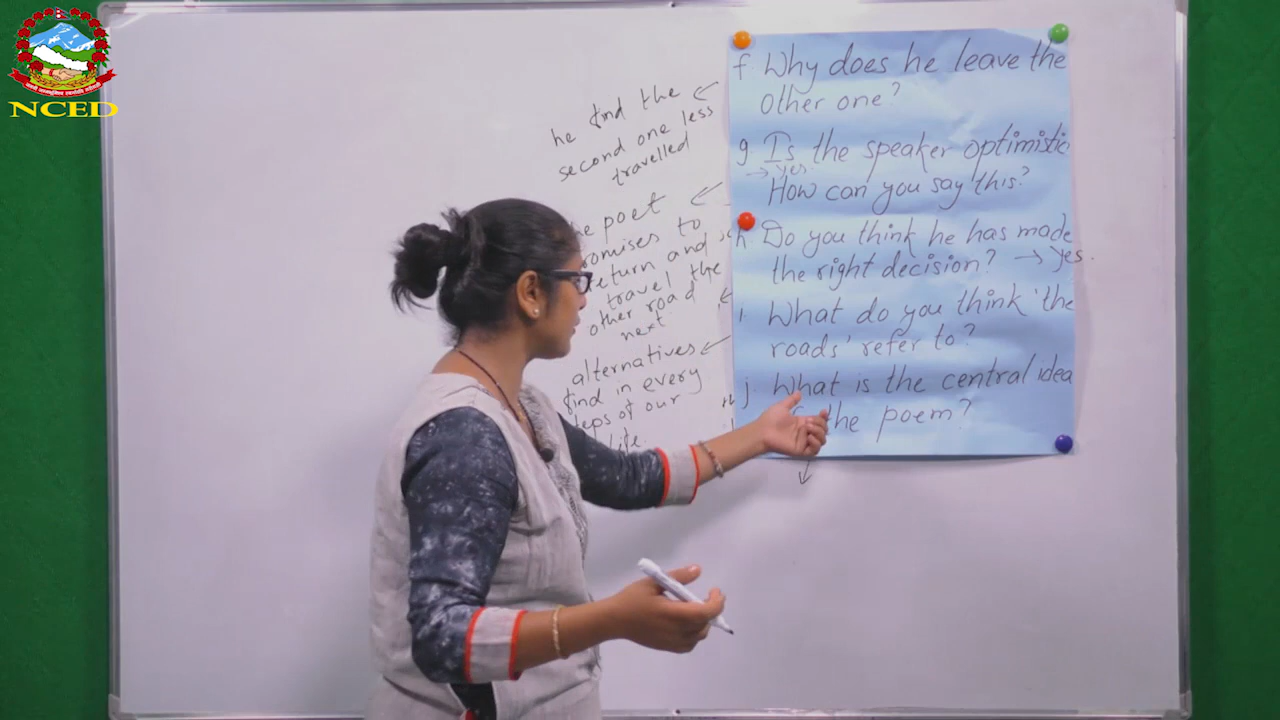 NCED
he find the
second one less
travelled
poet
promises to
return and
travel the
other road
next
alternatives
find in every
steps of our
life.
f. Why does he leave the
other one?
g. Is the speaker optimistic
→ yes.
How can you say this?
h. Do you think he has made
the right decision? → yes.
i. What do you think 'the
roads' refer to?
j. What is the central idea
the poem?